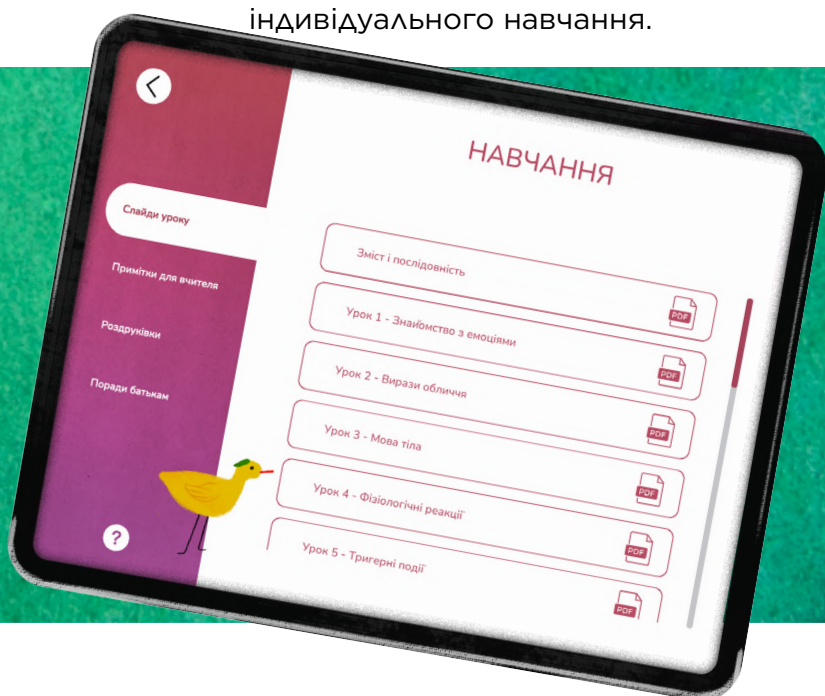 індивідуального навчання.
НАВЧАННЯ
Слайди уроку
Примітки для вчителя
Роздруківки
Поради батькам
?
Зміст і послідовність
PDF
Урок 1 - Знайомство з емоціями
PDF
Урок 2 - Вирази обличчя
PDF
Урок 3 - Мова тіла
PDF
Урок 4 - Фізіологічні реакції
PDF
Урок 5 - Тригерні події
PDF